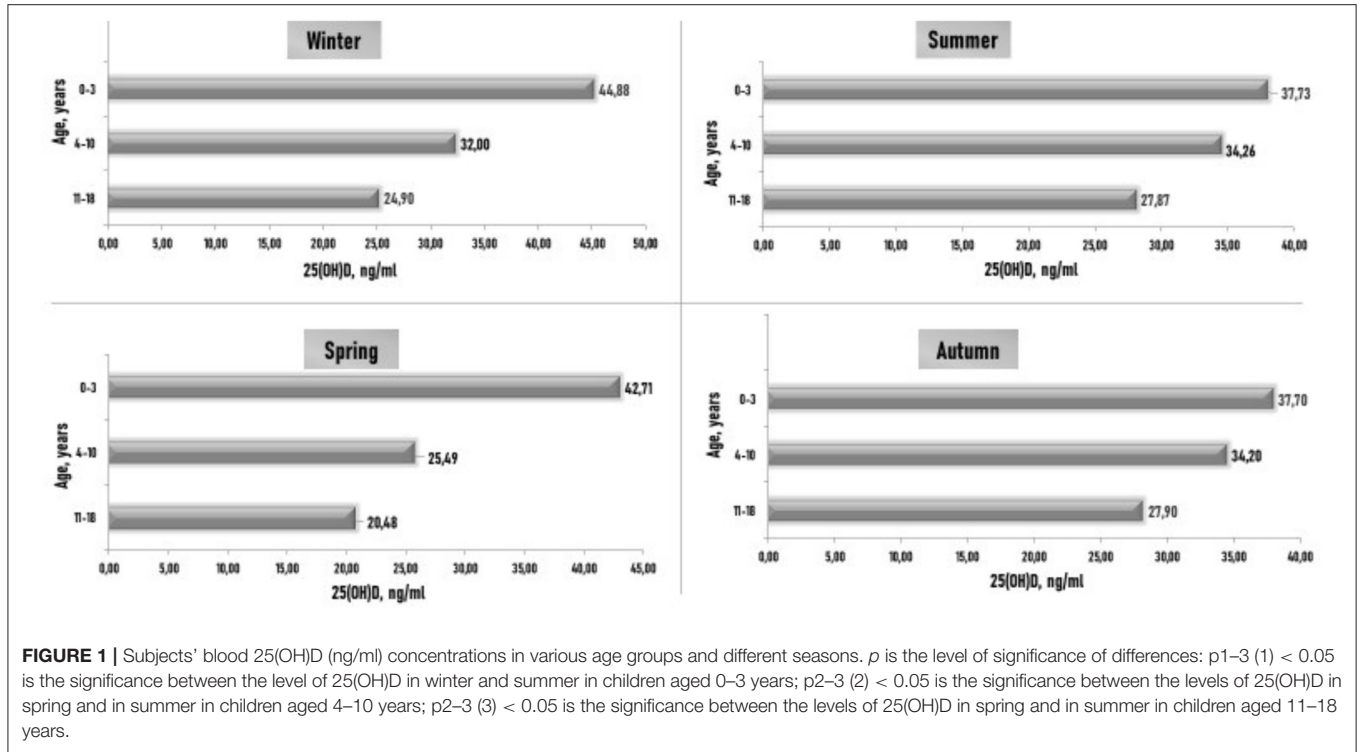 Winter
Age, years
0-3
44,88
4-10
32,00
11-18
24,90
0,00 5,00 10,00 15,00 20,00 25,00 30,00 35,00 40,00 45,00 50,00
25(OH)D, ng/ml
Summer
Age, years
0-3
37,73
4-10
34,26
11-18
27,87
0,00 5,00 10,00 15,00 20,00 25,00 30,00 35,00 40,00
25(OH)D, ng/ml
Spring
Age, years
0-3
42,71
4-10
25,49
11-18
20,48
0,00 5,00 10,00 15,00 20,00 25,00 30,00 35,00 40,00 45,00
25(OH)D, ng/ml
Autumn
Age, years
0-3
37,70
4-10
34,20
11-18
27,90
0,00 5,00 10,00 15,00 20,00 25,00 30,00 35,00 40,00
25(OH)D, ng/ml
FIGURE 1 | Subjects’ blood 25(OH)D (ng/ml) concentrations in various age groups and different seasons. p is the level of significance of differences: p1–3 (1) < 0.05
is the significance between the level of 25(OH)D in winter and summer in children aged 0–3 years; p2–3 (2) < 0.05 is the significance between the levels of 25(OH)D in
spring and in summer in children aged 4–10 years; p2–3 (3) < 0.05 is the significance between the levels of 25(OH)D in spring and in summer in children aged 11–18
years.